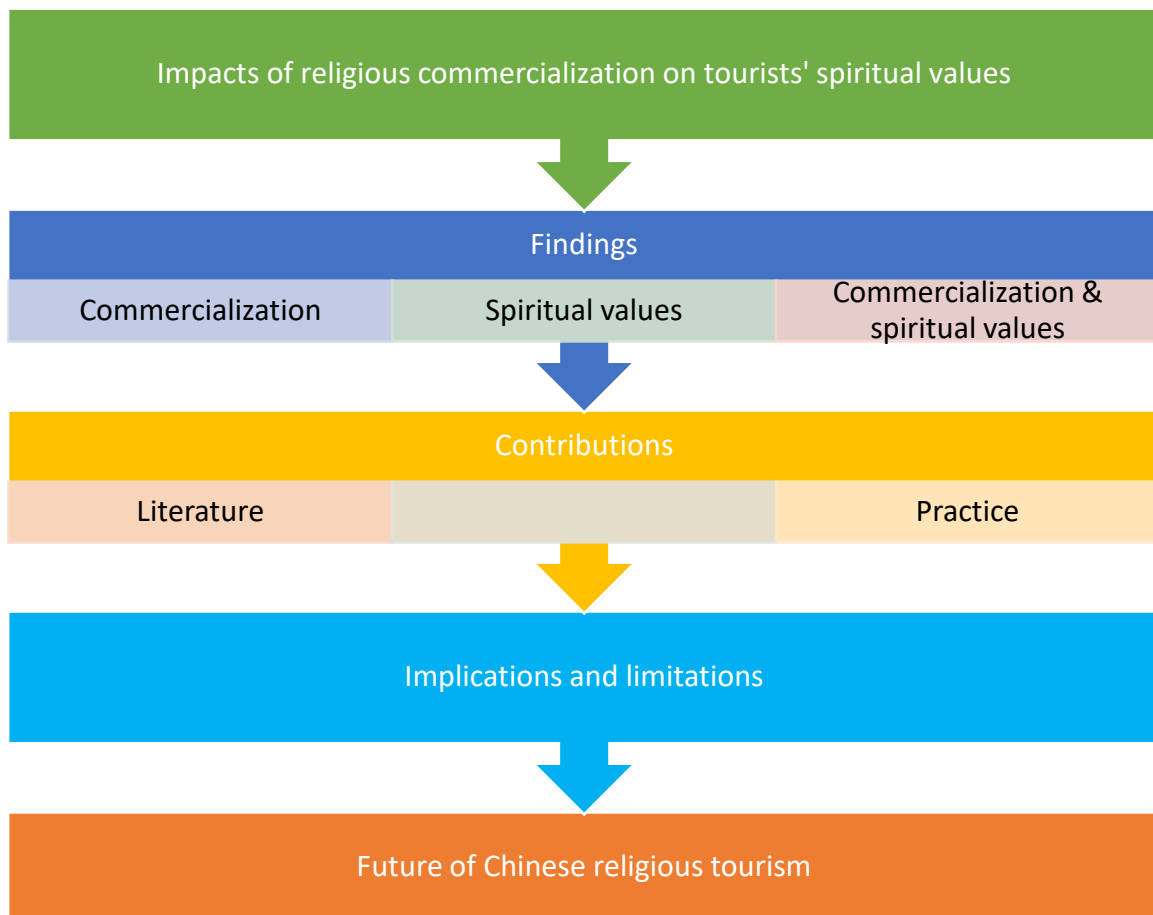 Impacts of religious commercialization on tourists' spiritual values
Findings
Commercialization
Spiritual values
Commercialization &
spiritual values
Contributions
Literature
Practice
Implications and limitations
Future of Chinese religious tourism